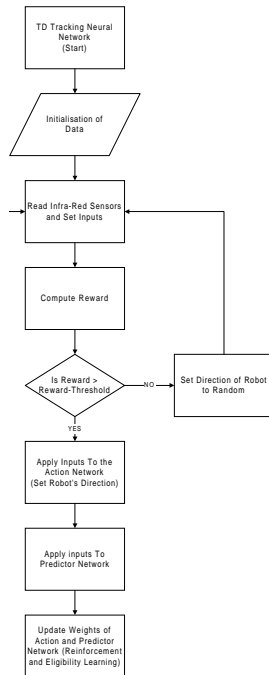 TD Tracking Neural
Network
(Start)
Initialisation of
Data
Read Infra-Red Sensors
and Set Inputs
Compute Reward
Is Reward >
Reward-Threshold
NO
Set Direction of Robot
to Random
YES
Apply Inputs To the
Action Network
(Set Robot's Direction)
Apply inputs To
Predictor Network
Update Weights of
Action and Predictor
Network (Reinforcement
and Eligibility Learning)